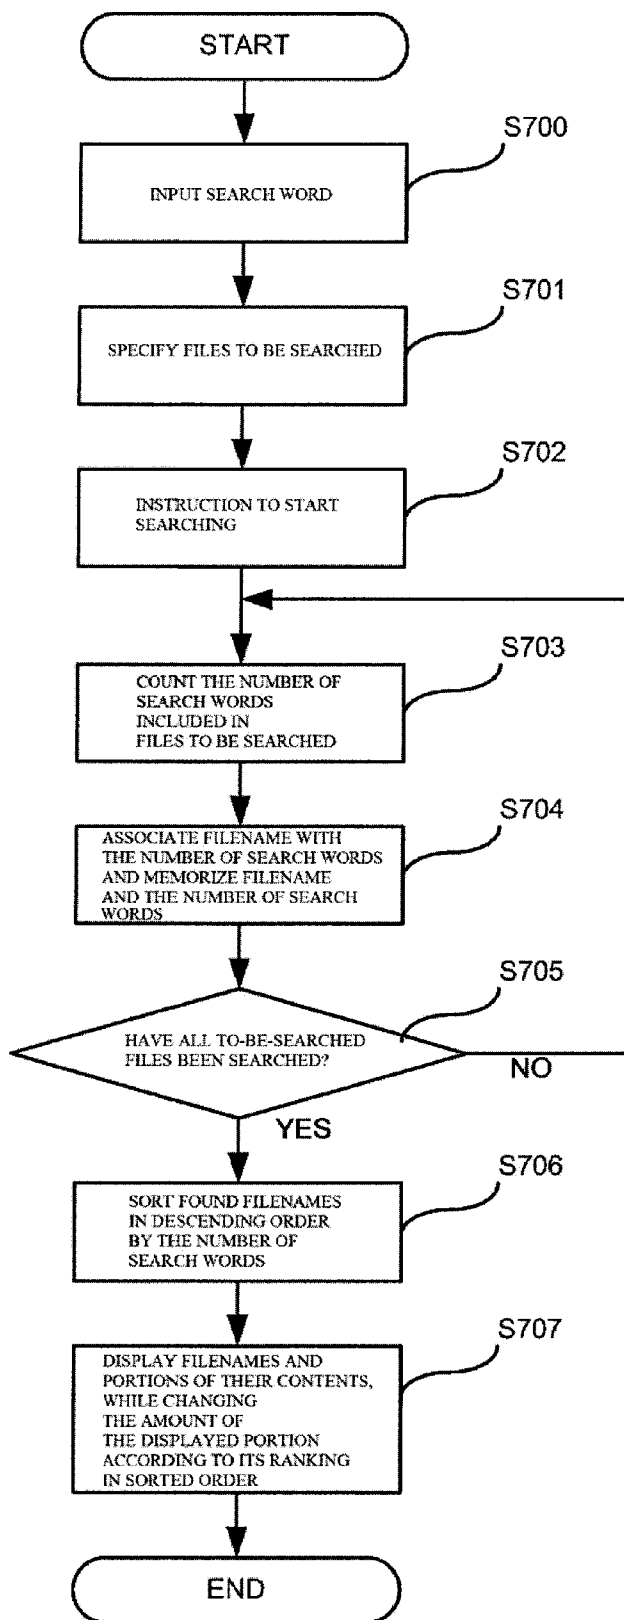 START
S700
INPUT SEARCH WORD
S701
SPECIFY FILES TO BE SEARCHED
S702
INSTRUCTION TO START
SEARCHING
S703
COUNT THE NUMBER OF
SEARCH WORDS
INCLUDED IN
FILES TO BE SEARCHED
S704
ASSOCIATE FILENAME WITH
THE NUMBER OF SEARCH WORDS
AND MEMORIZE FILENAME
AND THE NUMBER OF SEARCH
WORDS
S705
HAVE ALL TO-BE-SEARCHED
FILES BEEN SEARCHED?
NO
YES
S706
SORT FOUND FILENAMES
IN DESCENDING ORDER
BY THE NUMBER OF
SEARCH WORDS
S707
DISPLAY FILENAMES AND
PORTIONS OF THEIR CONTENTS,
WHILE CHANGING
THE AMOUNT OF
THE DISPLAYED PORTION
ACCORDING TO ITS RANKING
IN SORTED ORDER
END